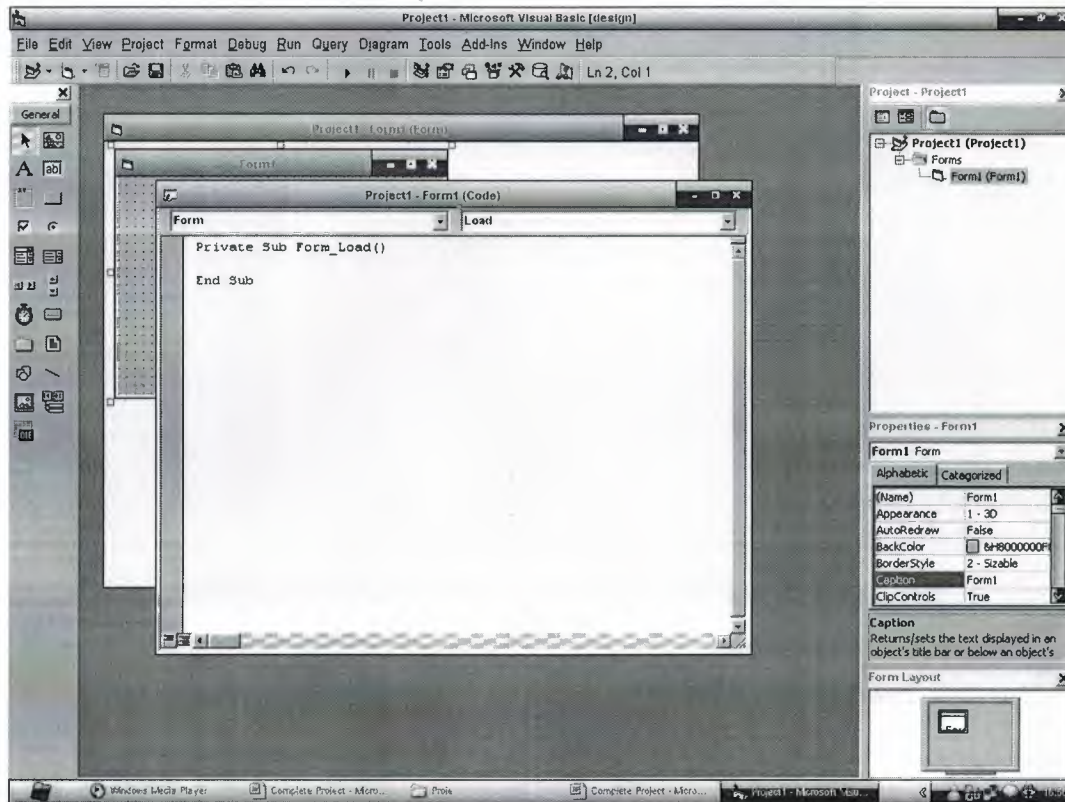 Project1 - Microsoft Visual Basic [design]
File Edit View Project Format Debug Run Query Diagram Tools Add-Ins Window Help
Ln 2, Col 1
General
A
abl
OLE
Project1 - Form1 (Form)
Form1
Project1 - Form1 (Code)
Form
Load
Private Sub Form_Load()
End Sub
Project - Project1
Project1 (Project1)
Forms
Form1 (Form1)
Properties - Form1
Form1 Form
Alphabetic Categorized
(Name) Form1
Appearance 1 - 3D
AutoRedraw False
BackColor &H8000000F
BorderStyle 2 - Sizable
Caption Form1
ClipControls True
Caption
Returns/sets the text displayed in an
object's title bar or below an object's
Form Layout
Windows Media Player
Complete Project - Micro...
Proje
Complete Project - Micro...
Project1 - Microsoft Visu...